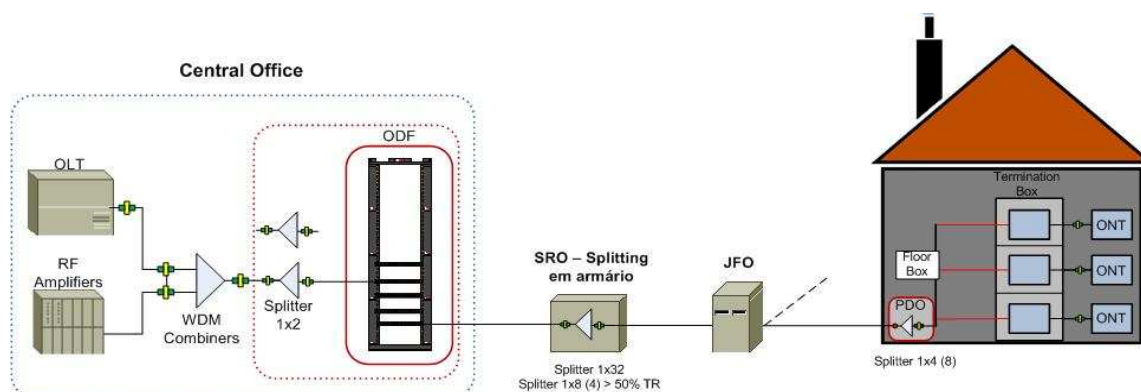 Central Office
OLT
RF
Amplifiers
WDM
Combiners
Splitter
1x2
ODF
SRO – Splitting
em armário
Splitter 1x32
Splitter 1x8 (4) > 50% TR
JFO
Termination
Box
Floor
Box
PDO
ONT
ONT
ONT
Splitter 1x4 (8)